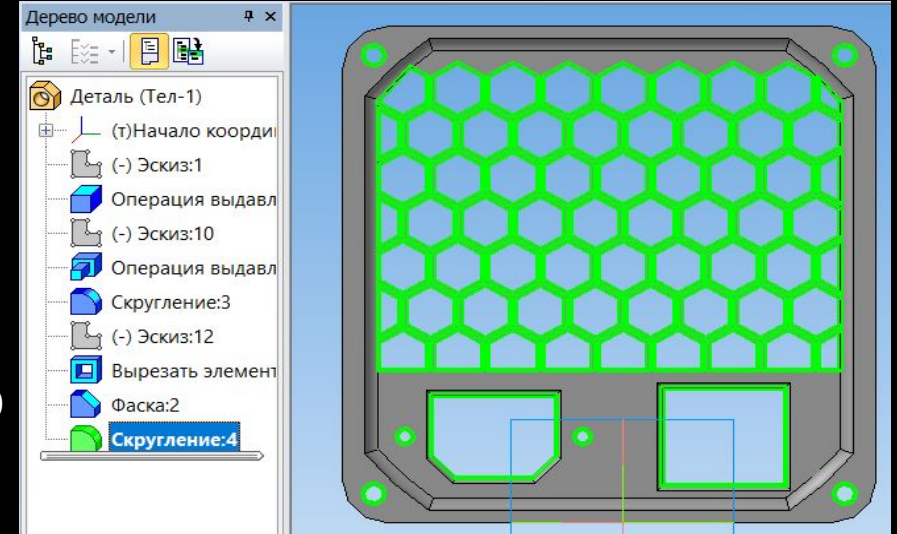 Дерево модели
Деталь (Тел-1)
(т)Начало координ
(-) Эскиз:1
Операция выдавл
(-) Эскиз:10
Операция выдавл
Скругление:3
(-) Эскиз:12
Вырезать элемент
Фаска:2
Скругление:4